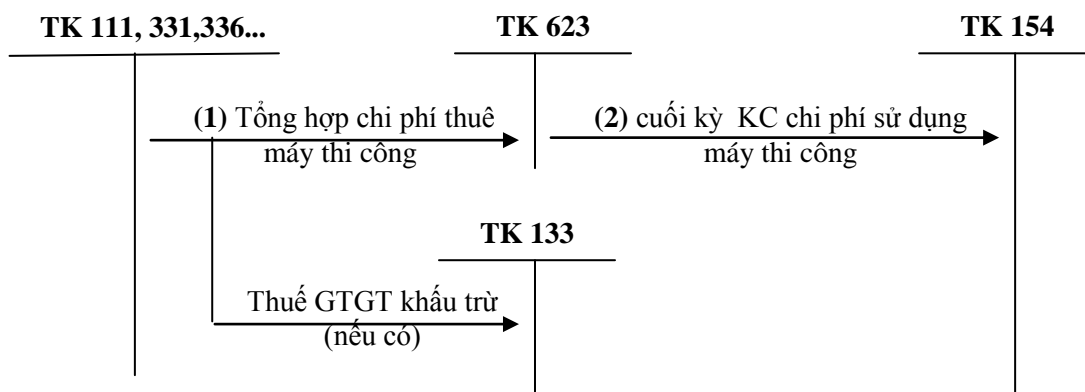 TK 111, 331,336...
TK 623
TK 154
(1) Tổng hợp chi phí thuê
máy thi công
(2) cuối kỳ KC chi phí sử dụng
máy thi công
TK 133
Thuế GTGT khấu trừ
(nếu có)